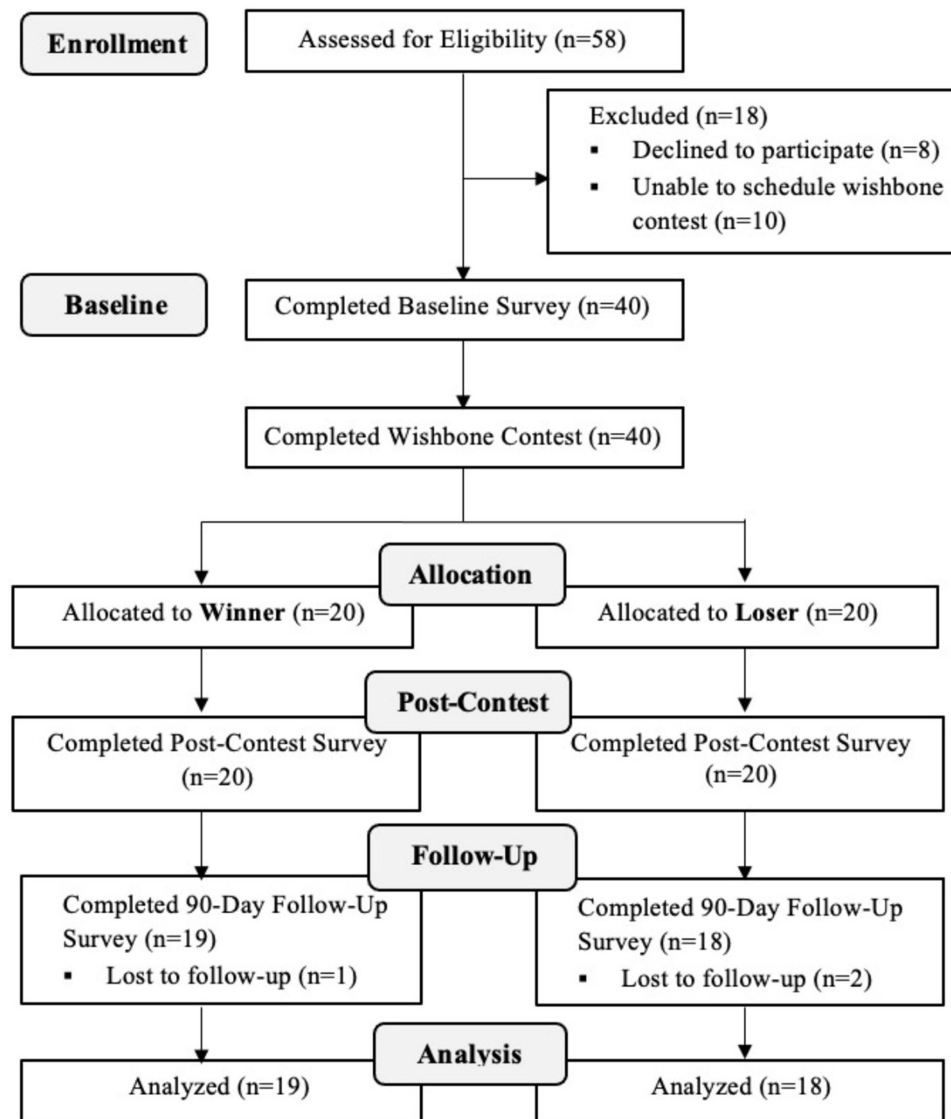 Enrollment
Assessed for Eligibility (n=58)
Excluded (n=18)
▪ Declined to participate (n=8)
▪ Unable to schedule wishbone
contest (n=10)
Baseline
Completed Baseline Survey (n=40)
Completed Wishbone Contest (n=40)
Allocation
Allocated to Winner (n=20)
Allocated to Loser (n=20)
Post-Contest
Completed Post-Contest Survey
(n=20)
Completed Post-Contest Survey
(n=20)
Follow-Up
Completed 90-Day Follow-Up
Survey (n=19)
▪ Lost to follow-up (n=1)
Completed 90-Day Follow-Up
Survey (n=18)
▪ Lost to follow-up (n=2)
Analysis
Analyzed (n=19)
Analyzed (n=18)